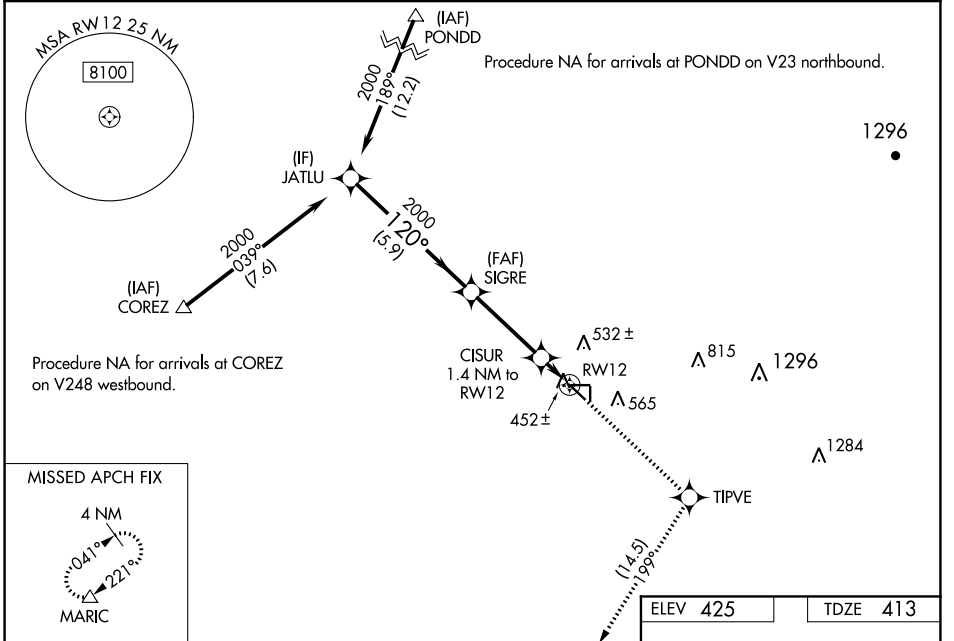 MSA RW12 25 NM
8100
(IAF)
PONDD
2000
189°
(12.2)
Procedure NA for arrivals at PONDD on V23 northbound.
1296
(IF)
JATLU
2000
120°
(5.9)
2000
039°
(7.6)
(IAF)
COREZ
(FAF)
SIGRE
Procedure NA for arrivals at COREZ
on V248 westbound.
CISUR
1.4 NM to
RW12
532 ±
RW12
815
1296
452 ±
565
1284
MISSED APCH FIX
4 NM
041°
221°
MARIC
TIPVE
(14.5)
199°
ELEV 425
TDZE 413